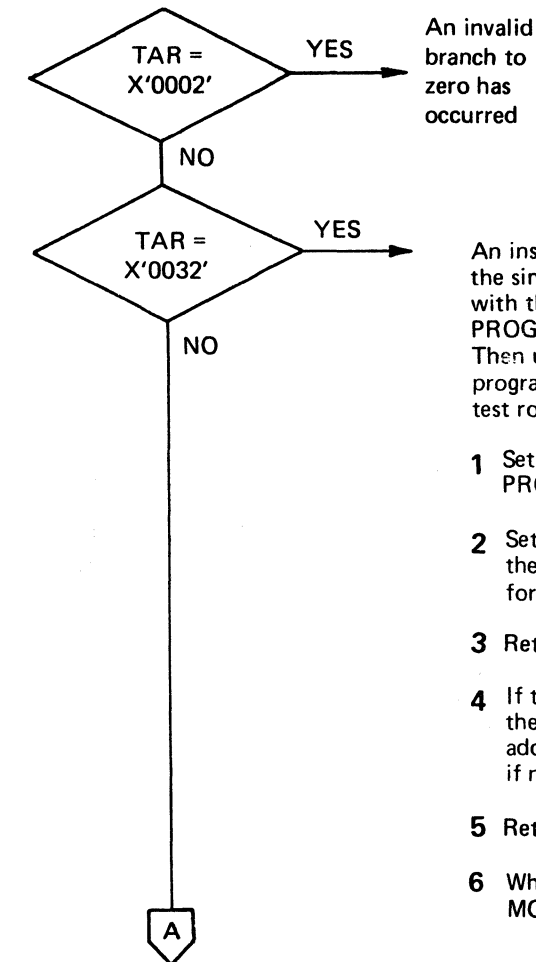 TAR =
X'0002'
YES
An invalid
branch to
zero has
occurred
NO
TAR =
X'0032'
YES
NO
An ins
the sin
with th
PROG
Then u
progra
test ro
1 Set
PRO
2 Set
the
for
3 Ret
4 If t
the
add
if n
5 Ret
6 Wh
MO
A